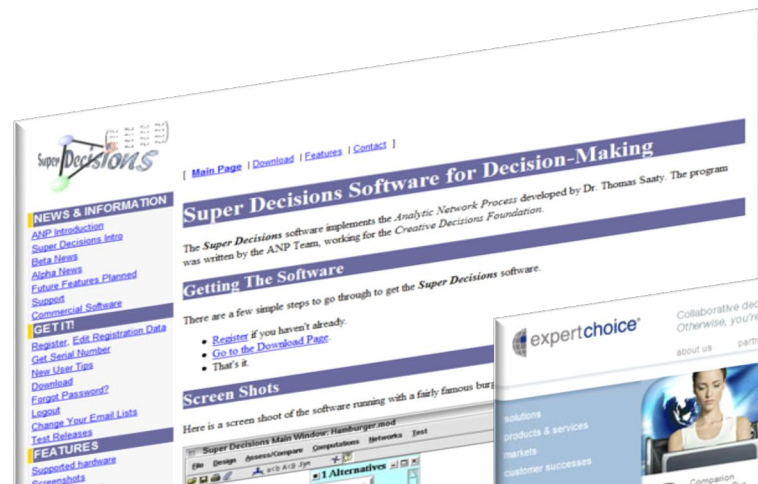 Super Decisions
[ Main Page | Download | Features | Contact ]
Super Decisions Software for Decision-Making
The Super Decisions software implements the Analytic Network Process developed by Dr. Thomas Saaty. The program
was written by the ANP Team, working for the Creative Decisions Foundation.
Getting The Software
There are a few simple steps to go through to get the Super Decisions software.
• Register if you haven't already.
• Go to the Download Page.
• That's it.
Screen Shots
Here is a screen shoot of the software running with a fairly famous burg
Super Decisions Main Window: Hamburger.mod
File Design Assess/Compare Computations Networks Test
1 Alternatives
NEWS & INFORMATION
ANP Introduction
Super Decisions Intro
Beta News
Alpha News
Future Features Planned
Support
Commercial Software
GET IT!
Register, Edit Registration Data
Get Serial Number
New User Tips
Download
Forgot Password?
Logout
Change Your Email Lists
Test Releases
FEATURES
Supported hardware
Screenshots
expertchoice
Collaborative dec
Otherwise, you're
about us partn
solutions
products & services
markets
customer successes
Comparion